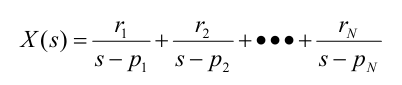 X(s) = r₁/(s − p₁) + r₂/(s − p₂) + ••• + r_N/(s − p_N)